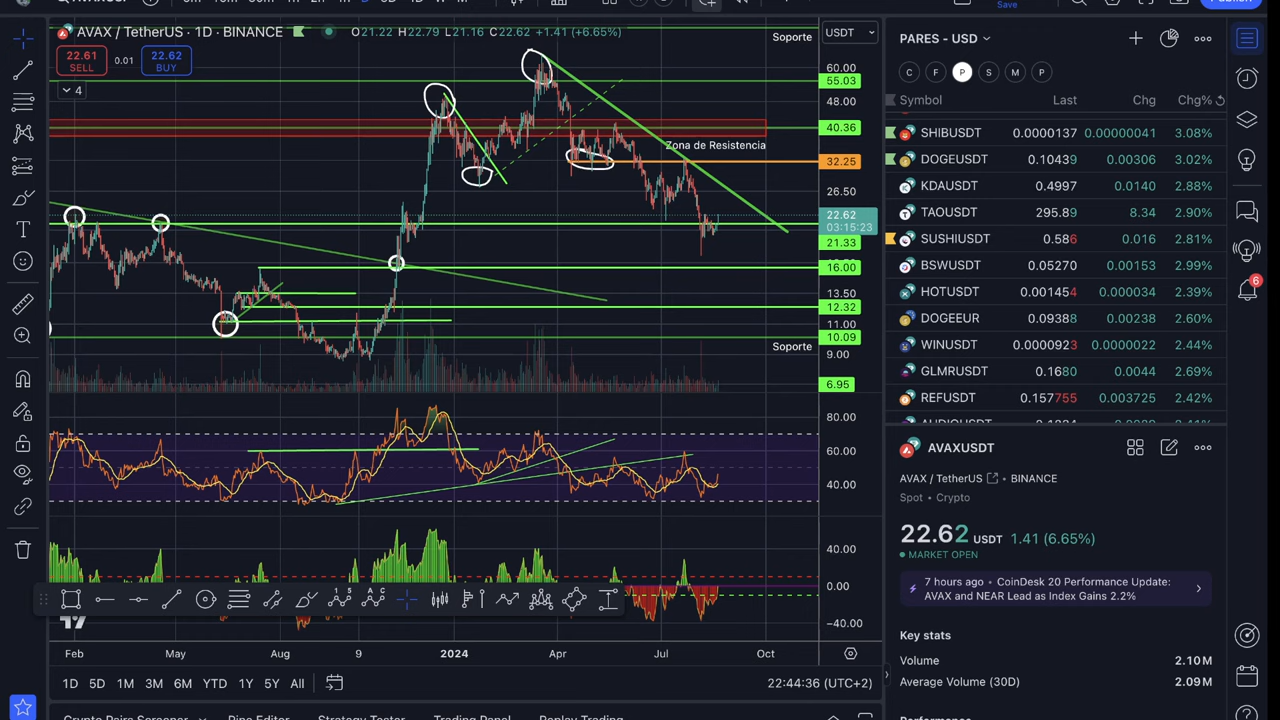 AVAX / TetherUS · 1D · BINANCE O21.22 H22.79 L21.16 C22.62 +1.41 (+6.65%)
Save
Publish
22.61
SELL
0.01
22.62
BUY
4
USDT
Soporte
60.00
55.03
48.00
40.36
Zona de Resistencia
32.25
26.50
22.62
03:15:23
21.33
16.00
13.50
12.32
11.00
10.09
Soporte
9.00
6.95
80.00
60.00
40.00
40.00
0.00
−40.00
Feb May Aug 9 2024 Apr Jul Oct
1D 5D 1M 3M 6M YTD 1Y 5Y All
22:44:36 (UTC+2)
Crypto Pairs Screener Pine Editor Strategy Tester Trading Panel Replay Trading
PARES - USD
C F P S M P
Symbol Last Chg Chg%
SHIBUSDT 0.0000137 0.00000041 3.08%
DOGEUSDT 0.10439 0.00306 3.02%
KDAUSDT 0.4997 0.0140 2.88%
TAOUSDT 295.89 8.34 2.90%
SUSHIUSDT 0.586 0.016 2.81%
BSWUSDT 0.05270 0.00153 2.99%
HOTUSDT 0.001454 0.000034 2.39%
DOGEEUR 0.09388 0.00238 2.60%
WINUSDT 0.0000923 0.0000022 2.44%
GLMRUSDT 0.1680 0.0044 2.69%
REFUSDT 0.157755 0.003725 2.42%
6
AVAXUSDT
AVAX / TetherUS • BINANCE
Spot • Crypto
22.62 USDT 1.41 (6.65%)
MARKET OPEN
7 hours ago • CoinDesk 20 Performance Update:
AVAX and NEAR Lead as Index Gains 2.2%
Key stats
Volume 2.10M
Average Volume (30D) 2.09M